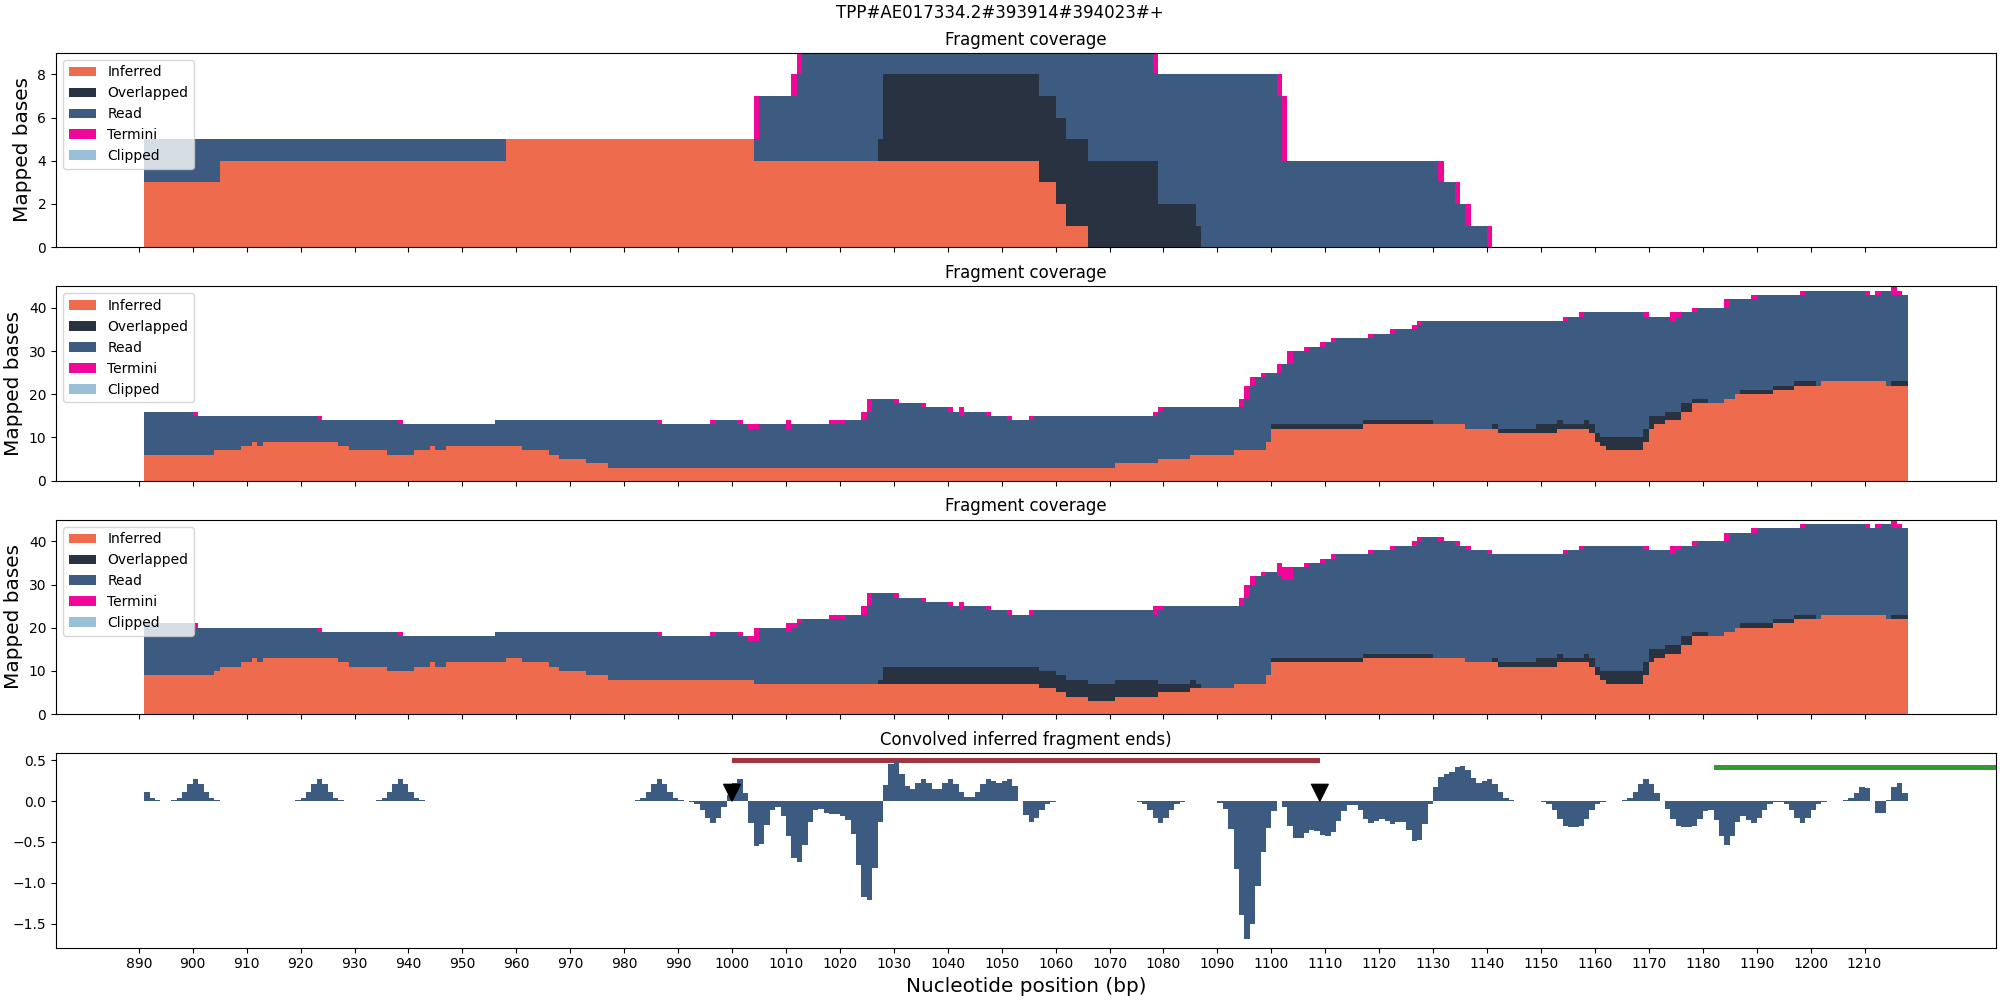 TPP#AE017334.2#393914#394023#+
Fragment coverage
Mapped bases
8
6
4
2
0
Inferred
Overlapped
Read
Termini
Clipped
Fragment coverage
Mapped bases
40
30
20
10
0
Inferred
Overlapped
Read
Termini
Clipped
Fragment coverage
Mapped bases
40
30
20
10
0
Inferred
Overlapped
Read
Termini
Clipped
Convolved inferred fragment ends)
0.5
0.0
−0.5
−1.0
−1.5
890 900 910 920 930 940 950 960 970 980 990 1000 1010 1020 1030 1040 1050 1060 1070 1080 1090 1100 1110 1120 1130 1140 1150 1160 1170 1180 1190 1200 1210
Nucleotide position (bp)